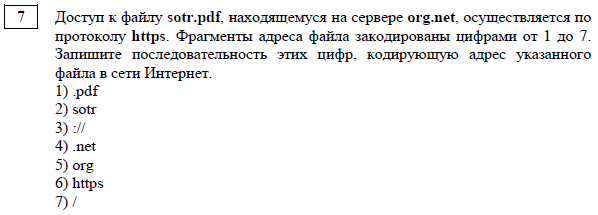 7
Доступ к файлу sotr.pdf, находящемуся на сервере org.net, осуществляется по
протоколу https. Фрагменты адреса файла закодированы цифрами от 1 до 7.
Запишите последовательность этих цифр, кодирующую адрес указанного
файла в сети Интернет.
1) .pdf
2) sotr
3) ://
4) .net
5) org
6) https
7) /